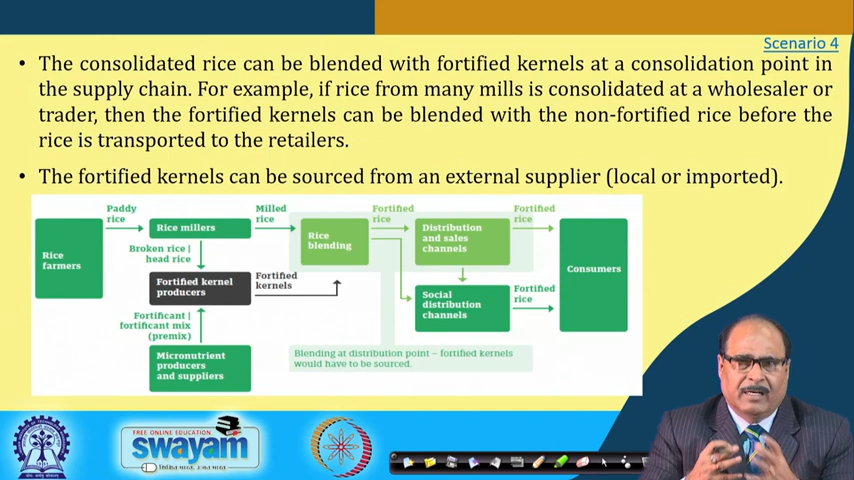 Scenario 4
• The consolidated rice can be blended with fortified kernels at a consolidation point in
the supply chain. For example, if rice from many mills is consolidated at a wholesaler or
trader, then the fortified kernels can be blended with the non-fortified rice before the
rice is transported to the retailers.
• The fortified kernels can be sourced from an external supplier (local or imported).
Rice
farmers
Paddy
rice
Rice millers
Milled
rice
Broken rice |
head rice
Fortified kernel
producers
Fortified
kernels
Fortificant |
fortificant mix
(premix)
Micronutrient
producers
and suppliers
Rice
blending
Fortified
rice
Distribution
and sales
channels
Fortified
rice
Social
distribution
channels
Fortified
rice
Consumers
Blending at distribution point – fortified kernels
would have to be sourced.
FREE ONLINE EDUCATION
swayam